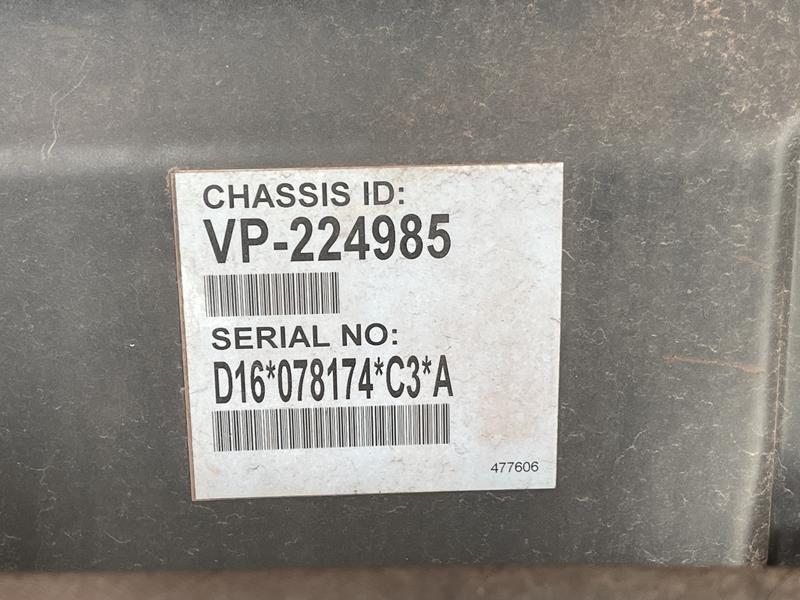 CHASSIS ID:
VP-224985
SERIAL NO:
D16*078174*C3*A
477606